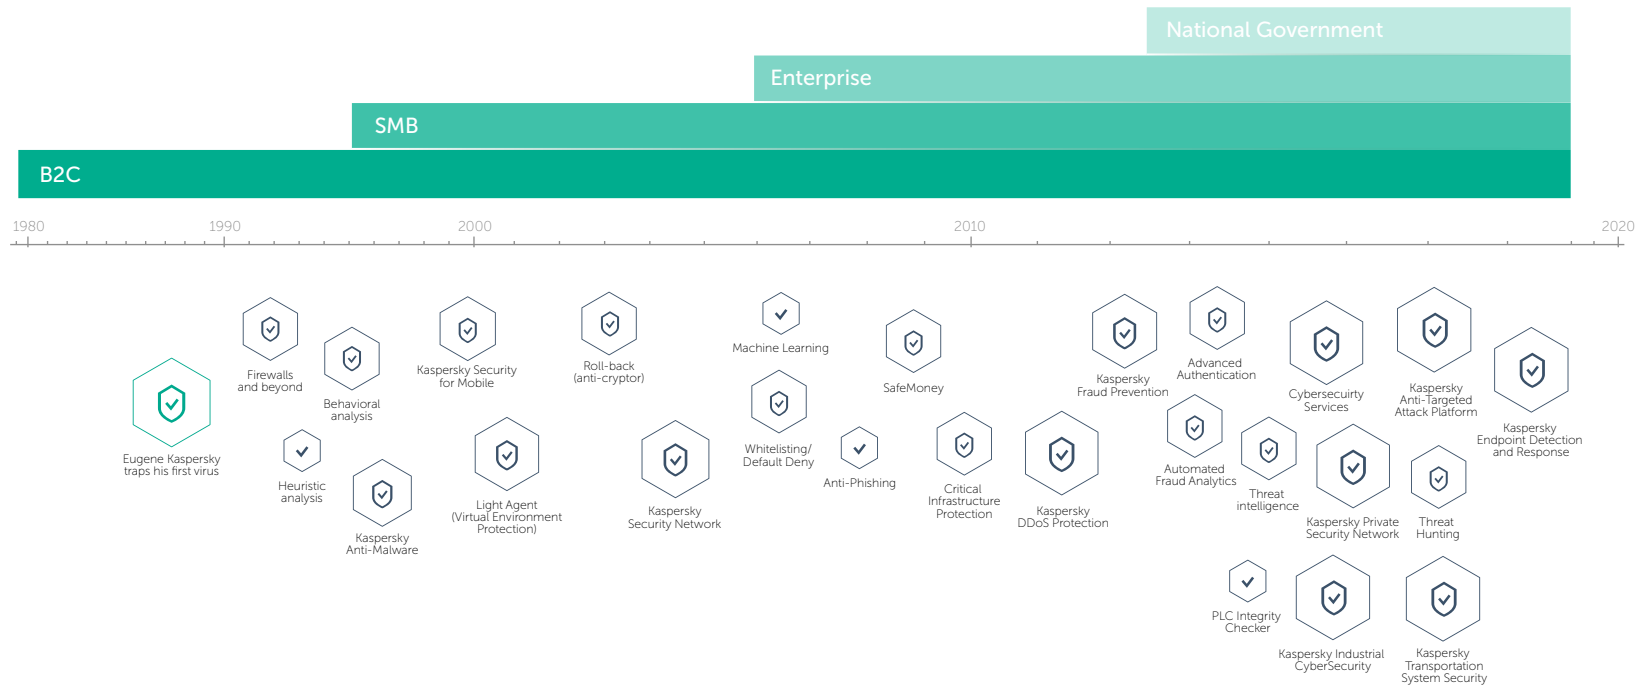 National Government
Enterprise
SMB
B2C
1980
1990
2000
2010
2020
Eugene Kaspersky
traps his first virus
Firewalls
and beyond
Heuristic
analysis
Behavioral
analysis
Kaspersky
Anti-Malware
Kaspersky Security
for Mobile
Light Agent
(Virtual Environment
Protection)
Roll-back
(anti-cryptor)
Kaspersky
Security Network
Machine Learning
Whitelisting/
Default Deny
Anti-Phishing
SafeMoney
Critical
Infrastructure
Protection
Kaspersky
DDoS Protection
Kaspersky
Fraud Prevention
Advanced
Authentication
Automated
Fraud Analytics
Threat
intelligence
PLC Integrity
Checker
Cybersecuirty
Services
Kaspersky Private
Security Network
Kaspersky Industrial
CyberSecurity
Kaspersky
Anti-Targeted
Attack Platform
Threat
Hunting
Kaspersky
Transportation
System Security
Kaspersky
Endpoint Detection
and Response